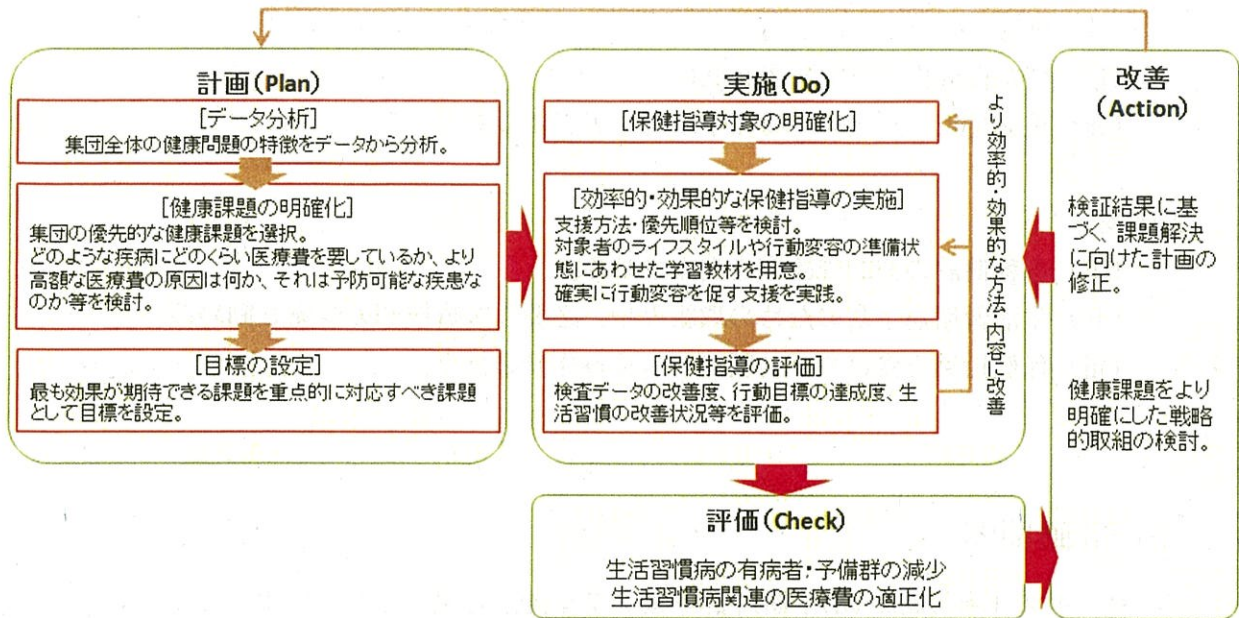 計画(Plan)
[データ分析]
集団全体の健康問題の特徴をデータから分析。
[健康課題の明確化]
集団の優先的な健康課題を選択。
どのような疾病にどのくらい医療費を要しているか、より
高額な医療費の原因は何か、それは予防可能な疾患な
のか等を検討。
[目標の設定]
最も効果が期待できる課題を重点的に対応すべき課題
として目標を設定。
実施(Do)
[保健指導対象の明確化]
[効率的・効果的な保健指導の実施]
支援方法・優先順位等を検討。
対象者のライフスタイルや行動変容の準備状
態にあわせた学習教材を用意。
確実に行動変容を促す支援を実践。
[保健指導の評価]
検査データの改善度、行動目標の達成度、生
活習慣の改善状況等を評価。
より効率的・効果的な方法・内容に改善
評価(Check)
生活習慣病の有病者・予備群の減少
生活習慣病関連の医療費の適正化
改善
(Action)
検証結果に基
づく、課題解決
に向けた計画の
修正。
健康課題をより
明確にした戦略
的取組の検討。